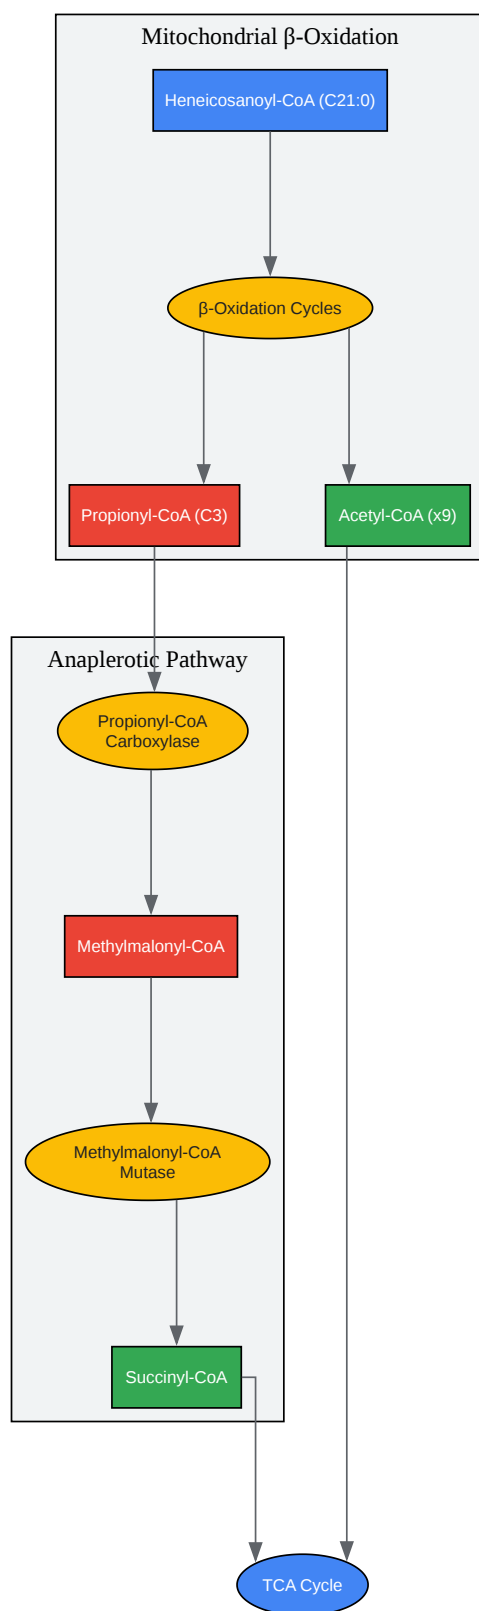 Mitochondrial β-Oxidation
Heneicosanoyl-CoA (C21:0)
β-Oxidation Cycles
Propionyl-CoA (C3)
Acetyl-CoA (x9)
Anaplerotic Pathway
Propionyl-CoA
Carboxylase
Methylmalonyl-CoA
Methylmalonyl-CoA
Mutase
Succinyl-CoA
TCA Cycle